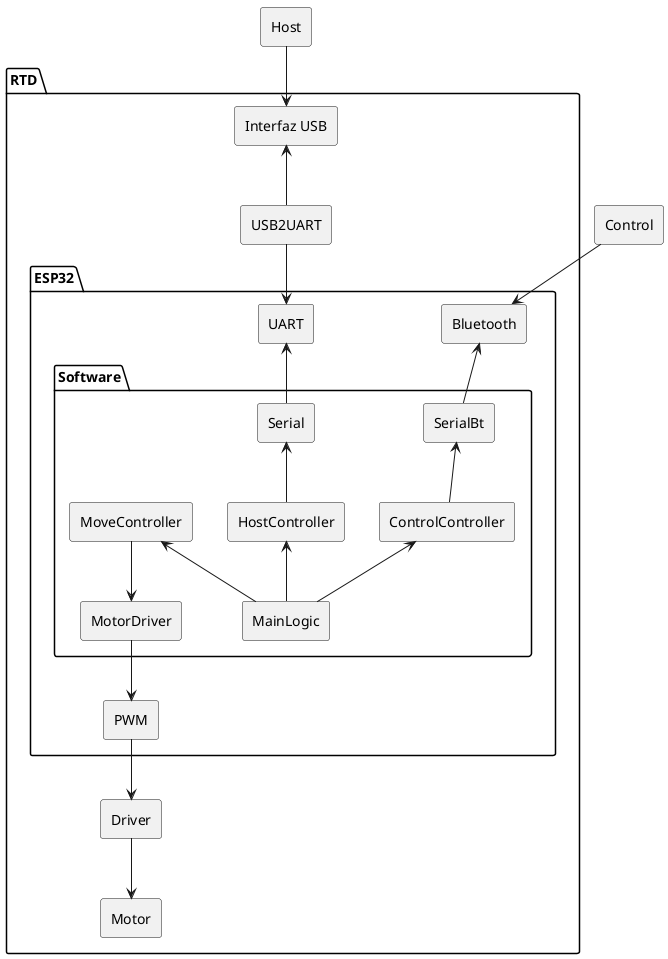 Host
RTD
Interfaz USB
USB2UART
Control
ESP32
UART
Bluetooth
Software
Serial
SerialBt
MoveController
HostController
ControlController
MotorDriver
MainLogic
PWM
Driver
Motor